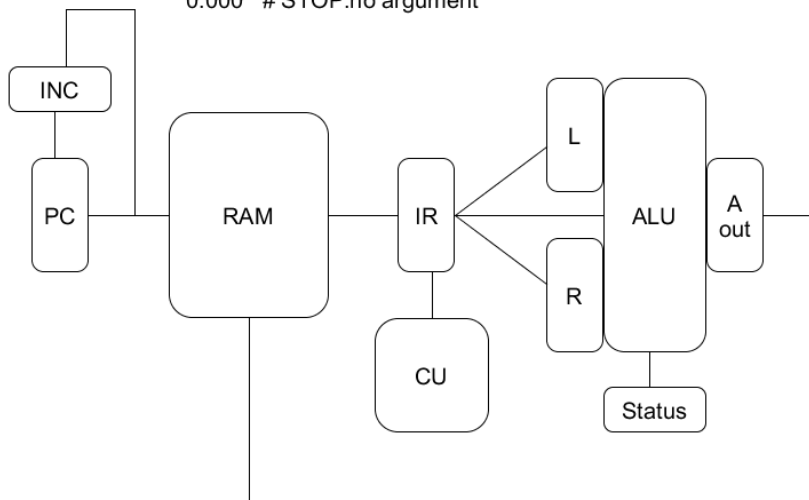 0.000 # STOP.no argument
INC
L
PC
RAM
IR
ALU
A
out
R
CU
Status